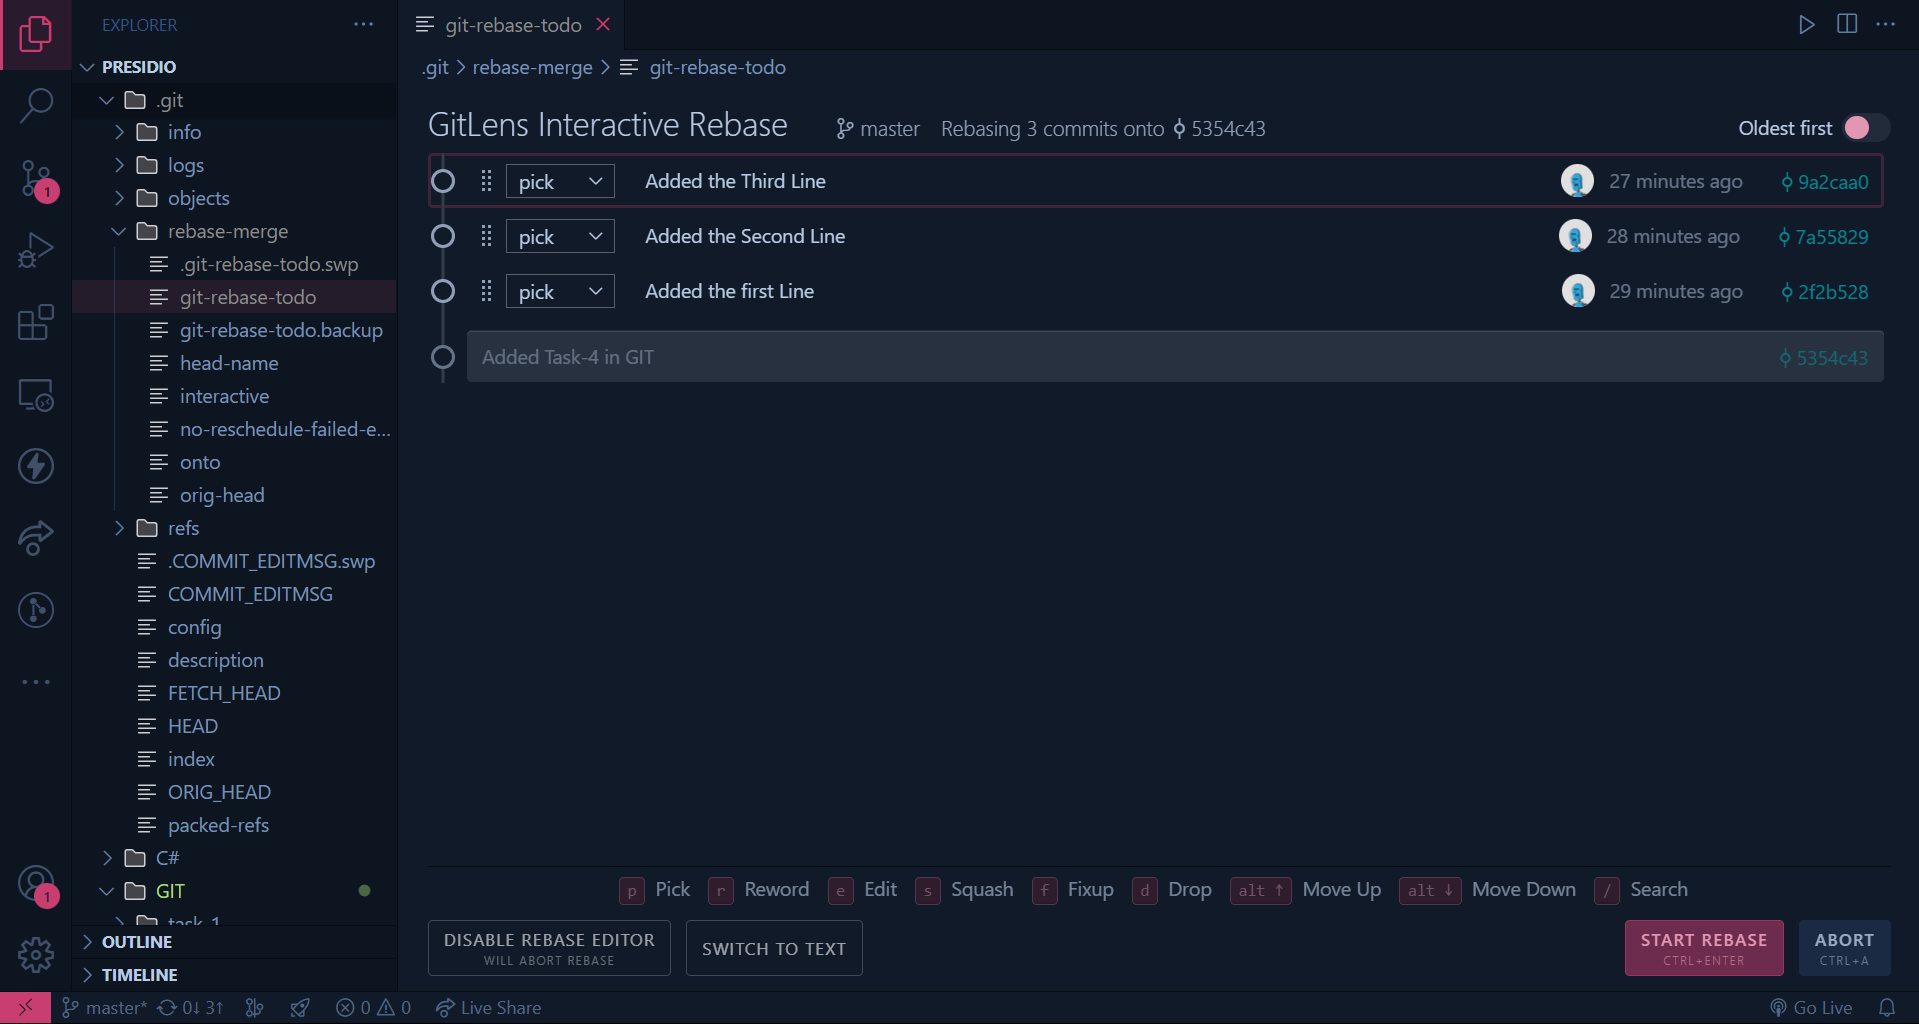 EXPLORER
PRESIDIO
.git
info
logs
objects
rebase-merge
.git-rebase-todo.swp
git-rebase-todo
git-rebase-todo.backup
head-name
interactive
no-reschedule-failed-e...
onto
orig-head
refs
.COMMIT_EDITMSG.swp
COMMIT_EDITMSG
config
description
FETCH_HEAD
HEAD
index
ORIG_HEAD
packed-refs
C#
GIT
task-1
OUTLINE
TIMELINE
1
1
git-rebase-todo
.git > rebase-merge > git-rebase-todo
GitLens Interactive Rebase master Rebasing 3 commits onto 5354c43 Oldest first
pick Added the Third Line 27 minutes ago 9a2caa0
pick Added the Second Line 28 minutes ago 7a55829
pick Added the first Line 29 minutes ago 2f2b528
Added Task-4 in GIT 5354c43
p Pick r Reword e Edit s Squash f Fixup d Drop alt ↑ Move Up alt ↓ Move Down / Search
DISABLE REBASE EDITOR
WILL ABORT REBASE
SWITCH TO TEXT
START REBASE
CTRL+ENTER
ABORT
CTRL+A
master* 0↓ 3↑ 0 0 Live Share Go Live